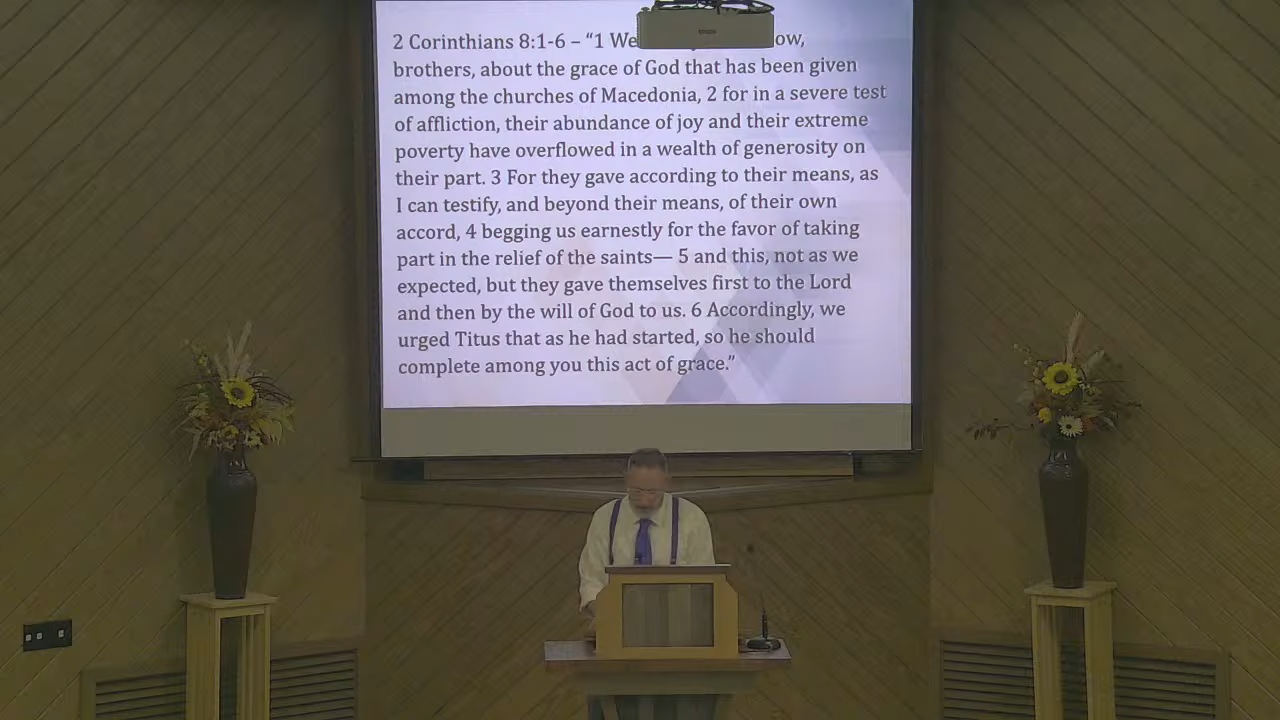 2 Corinthians 8:1-6 – “1 We ow,
brothers, about the grace of God that has been given
among the churches of Macedonia, 2 for in a severe test
of affliction, their abundance of joy and their extreme
poverty have overflowed in a wealth of generosity on
their part. 3 For they gave according to their means, as
I can testify, and beyond their means, of their own
accord, 4 begging us earnestly for the favor of taking
part in the relief of the saints— 5 and this, not as we
expected, but they gave themselves first to the Lord
and then by the will of God to us. 6 Accordingly, we
urged Titus that as he had started, so he should
complete among you this act of grace.”